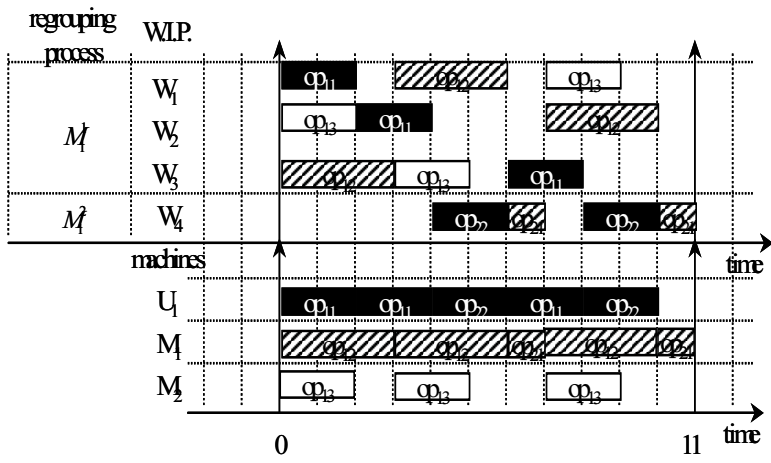 regrouping process W.I.P.
W1 op11 op12 op13
M11 W2 op13 op11 op12
W3 op12 op13 op11
M12 W4 op22 op21 op22 op21
time
machines
U1 op11 op11 op22 op11 op22
M1 op12 op12 op21 op12 op21
M2 op13 op13 op13
time
0 11